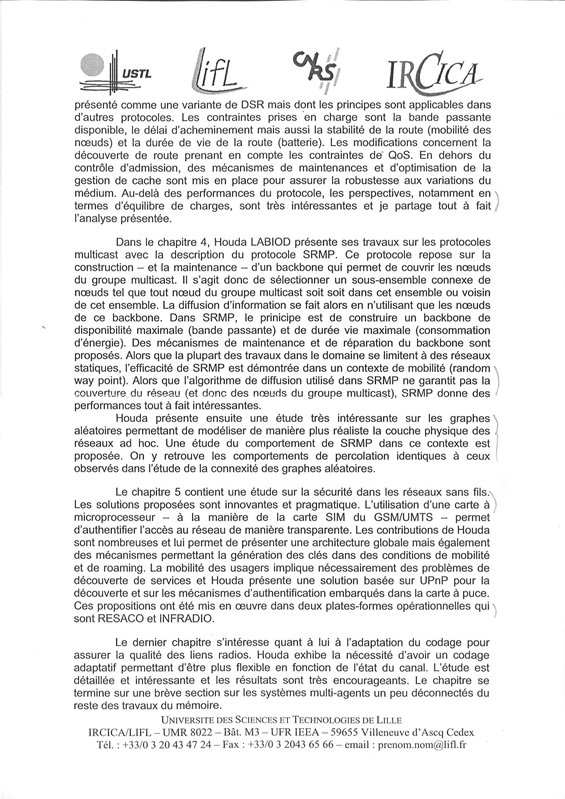 USTL LifL CNRS IRCICA
présenté comme une variante de DSR mais dont les principes sont applicables dans
d'autres protocoles. Les contraintes prises en charge sont la bande passante
disponible, le délai d'acheminement mais aussi la stabilité de la route (mobilité des
nœuds) et la durée de vie de la route (batterie). Les modifications concernent la
découverte de route prenant en compte les contraintes de QoS. En dehors du
contrôle d'admission, des mécanismes de maintenances et d'optimisation de la
gestion de cache sont mis en place pour assurer la robustesse aux variations du
médium. Au-delà des performances du protocole, les perspectives, notamment en
termes d'équilibre de charges, sont très intéressantes et je partage tout à fait
l'analyse présentée.
Dans le chapitre 4, Houda LABIOD présente ses travaux sur les protocoles
multicast avec la description du protocole SRMP. Ce protocole repose sur la
construction – et la maintenance – d'un backbone qui permet de couvrir les nœuds
du groupe multicast. Il s'agit donc de sélectionner un sous-ensemble connexe de
nœuds tel que tout nœud du groupe multicast soit soit dans cet ensemble ou voisin
de cet ensemble. La diffusion d'information se fait alors en n'utilisant que les nœuds
de ce backbone. Dans SRMP, le prinicipe est de construire un backbone de
disponibilité maximale (bande passante) et de durée vie maximale (consommation
d'énergie). Des mécanismes de maintenance et de réparation du backbone sont
proposés. Alors que la plupart des travaux dans le domaine se limitent à des réseaux
statiques, l'efficacité de SRMP est démontrée dans un contexte de mobilité (random
way point). Alors que l'algorithme de diffusion utilisé dans SRMP ne garantit pas la
couverture du réseau (et donc des nœuds du groupe multicast), SRMP donne des
performances tout à fait intéressantes.
Houda présente ensuite une étude très intéressante sur les graphes
aléatoires permettant de modéliser de manière plus réaliste la couche physique des
réseaux ad hoc. Une étude du comportement de SRMP dans ce contexte est
proposée. On y retrouve les comportements de percolation identiques à ceux
observés dans l'étude de la connexité des graphes aléatoires.
Le chapitre 5 contient une étude sur la sécurité dans les réseaux sans fils.
Les solutions proposées sont innovantes et pragmatique. L'utilisation d'une carte à
microprocesseur – à la manière de la carte SIM du GSM/UMTS – permet
d'authentifier l'accès au réseau de manière transparente. Les contributions de Houda
sont nombreuses et lui permet de présenter une architecture globale mais également
des mécanismes permettant la génération des clés dans des conditions de mobilité
et de roaming. La mobilité des usagers implique nécessairement des problèmes de
découverte de services et Houda présente une solution basée sur UPnP pour la
découverte et sur les mécanismes d'authentification embarqués dans la carte à puce.
Ces propositions ont été mis en œuvre dans deux plates-formes opérationnelles qui
sont RESACO et INFRADIO.
Le dernier chapitre s'intéresse quant à lui à l'adaptation du codage pour
assurer la qualité des liens radios. Houda exhibe la nécessité d'avoir un codage
adaptatif permettant d'être plus flexible en fonction de l'état du canal. L'étude est
détaillée et intéressante et les résultats sont très encourageants. Le chapitre se
termine sur une brève section sur les systèmes multi-agents un peu déconnectés du
reste des travaux du mémoire.
UNIVERSITE DES SCIENCES ET TECHNOLOGIES DE LILLE
IRCICA/LIFL – UMR 8022 – Bât. M3 – UFR IEEA – 59655 Villeneuve d'Ascq Cedex
Tél. : +33/0 3 20 43 47 24 – Fax : +33/0 3 2043 65 66 – email : prenom.nom@lifl.fr